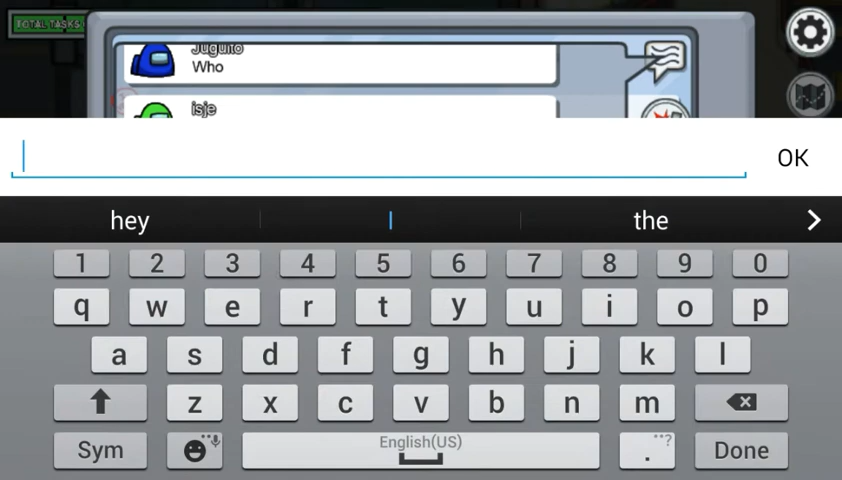 TOTAL TASKS
Juguito
Who
isje
OK
hey
I
the
1 2 3 4 5 6 7 8 9 0
q w e r t y u i o p
a s d f g h j k l
z x c v b n m
Sym
English(US)
. ?
Done